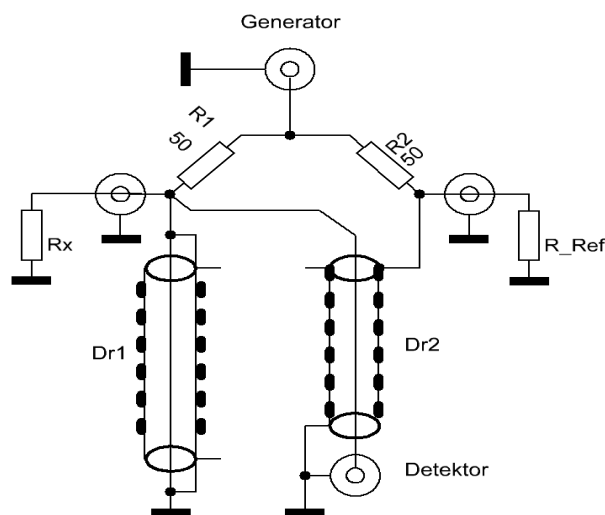 Generator
R1
50
R2
50
Rx
R_Ref
Dr1
Dr2
Detektor